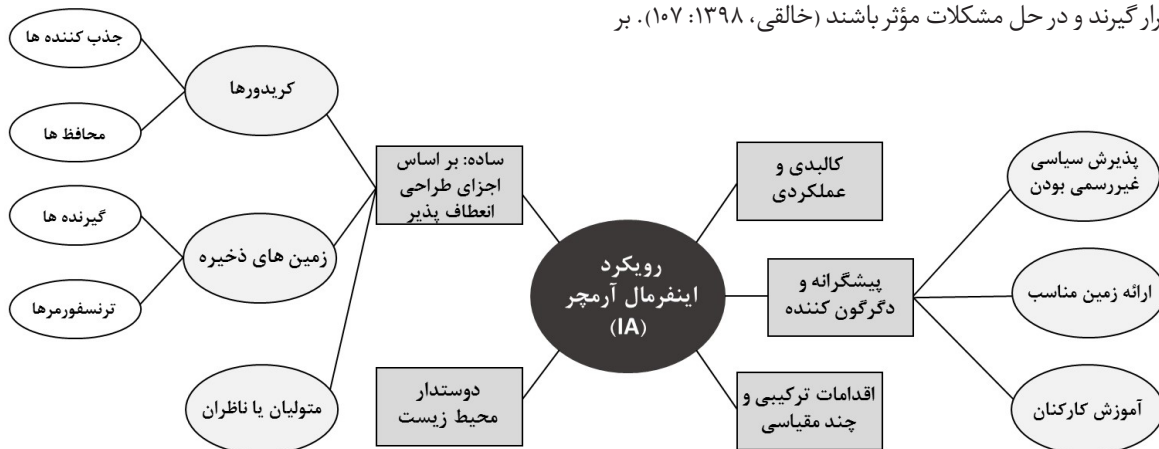 رار گیرند و در حل مشکلات مؤثر باشند (خالقی، ۱۳۹۸: ۱۰۷). بر
جذب کننده ها
کریدورها
محافظ ها
پذیرش سیاسی
غیررسمی بودن
کالبدی و
عملکردی
ساده: بر اساس
اجزای طراحی
انعطاف پذیر
گیرنده ها
زمین های ذخیره
ترنسفورمرها
رویکرد
اینفرمال آرمچر
(IA)
پیشگرانه و
دگرگون کننده
ارائه زمین مناسب
دوستدار
محیط زیست
متولیان یا ناظران
اقدامات ترکیبی و
چند مقیاسی
آموزش کارکنان